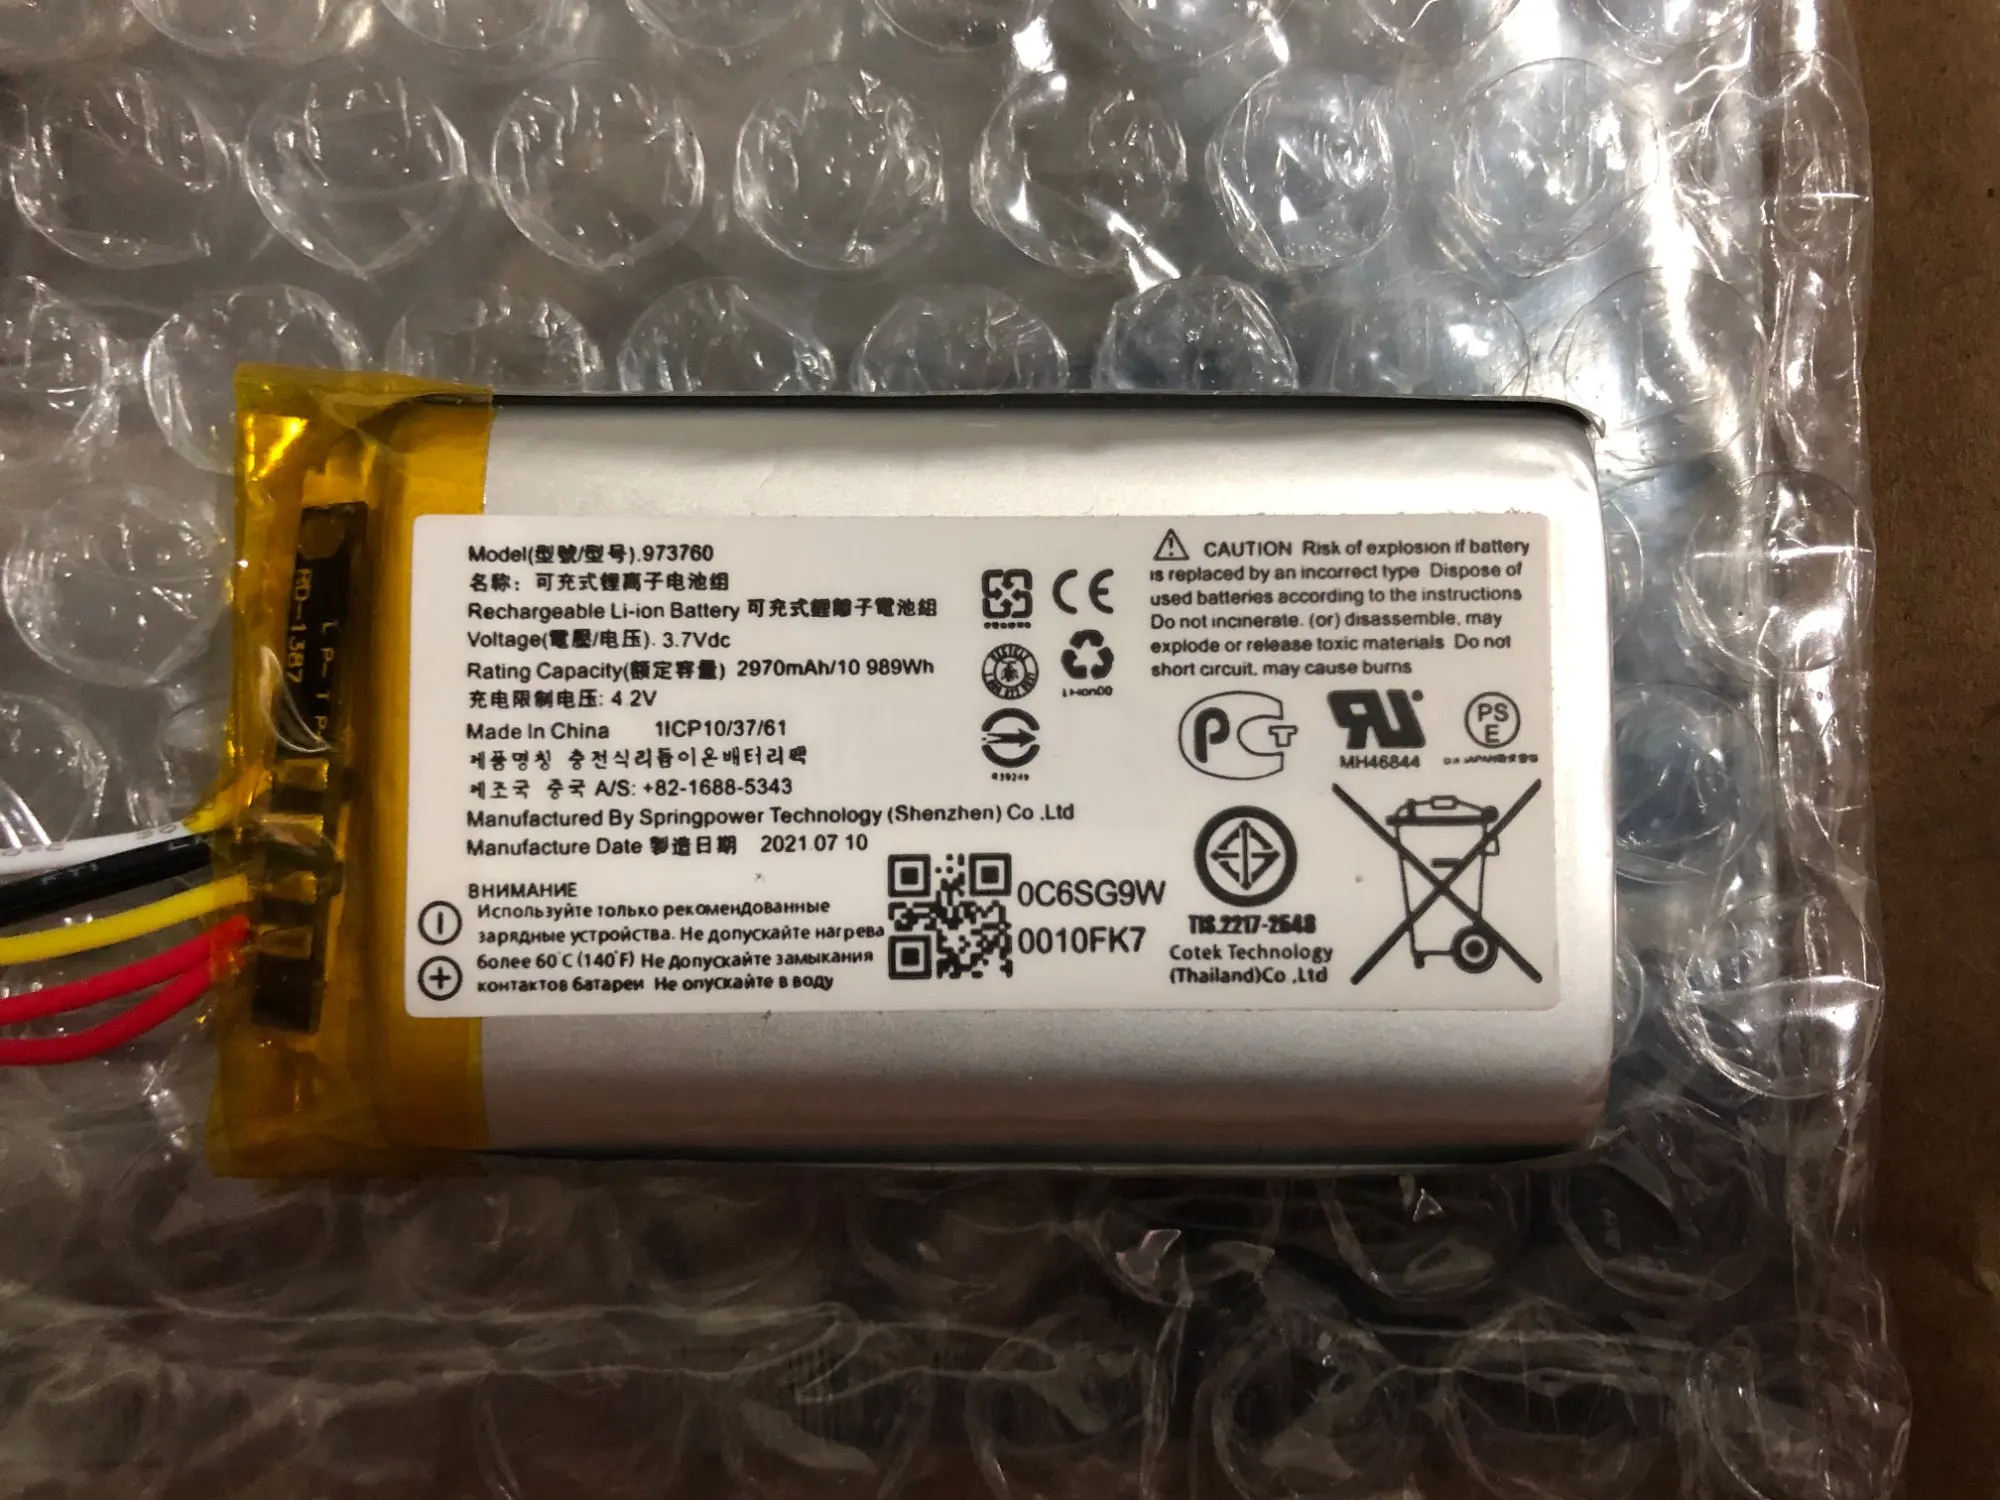 Model(型號/型号).973760
名称：可充式锂离子电池组
Rechargeable Li-ion Battery 可充式鋰離子電池組
Voltage(電壓/电压). 3.7Vdc
Rating Capacity(額定容量) 2970mAh/10 989Wh
充电限制电压: 4.2V
Made In China 1ICP10/37/61
제품명칭 충전식리튬이온배터리팩
제조국 중국 A/S: +82-1688-5343
Manufactured By Springpower Technology (Shenzhen) Co .Ltd
Manufacture Date 製造日期 2021.07 10
ВНИМАНИЕ
Используйте только рекомендованные
зарядные устройства. Не допускайте нагрева
более 60°C (140°F) Не допускайте замыкания
контактов батареи Не опускайте в воду
0C6SG9W
0010FK7
CE
RECYCLE
Li-ion00
CAUTION Risk of explosion if battery
is replaced by an incorrect type Dispose of
used batteries according to the instructions
Do not incinerate. (or) disassemble, may
explode or release toxic materials Do not
short circuit, may cause burns
MH46844
PS
E
TIS.2217-2548
Cotek Technology
(Thailand)Co .Ltd
RD-1387